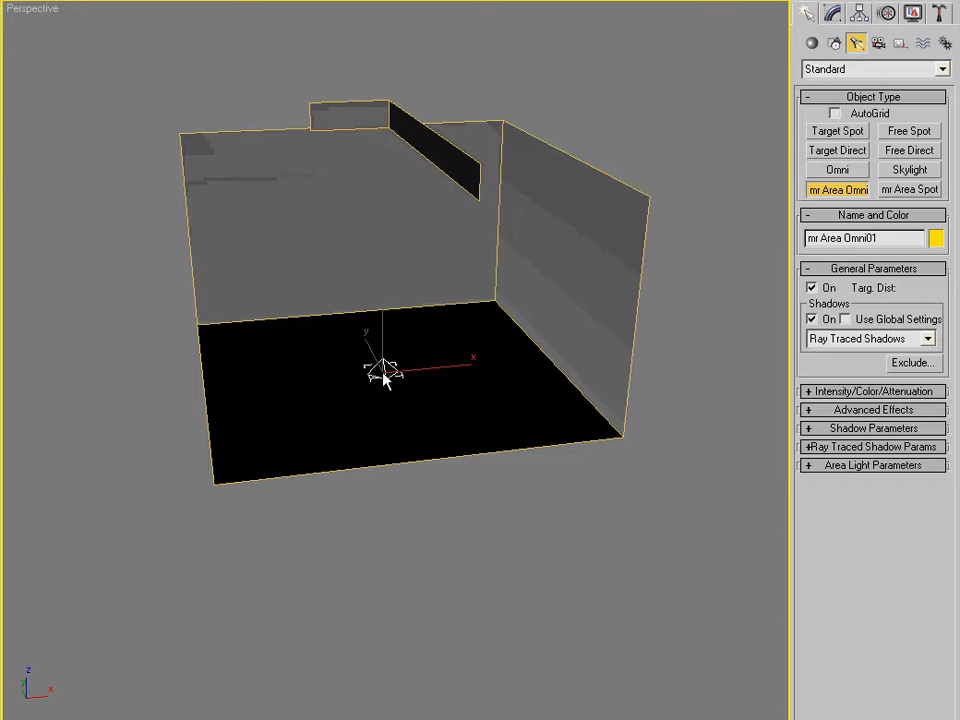 Perspective
Standard
- Object Type
AutoGrid
Target Spot Free Spot
Target Direct Free Direct
Omni Skylight
mr Area Omni mr Area Spot
- Name and Color
mr Area Omni01
- General Parameters
On Targ. Dist:
Shadows
On Use Global Settings
Ray Traced Shadows
Exclude...
+ Intensity/Color/Attenuation
+ Advanced Effects
+ Shadow Parameters
+ Ray Traced Shadow Params
+ Area Light Parameters
y
x
z
x